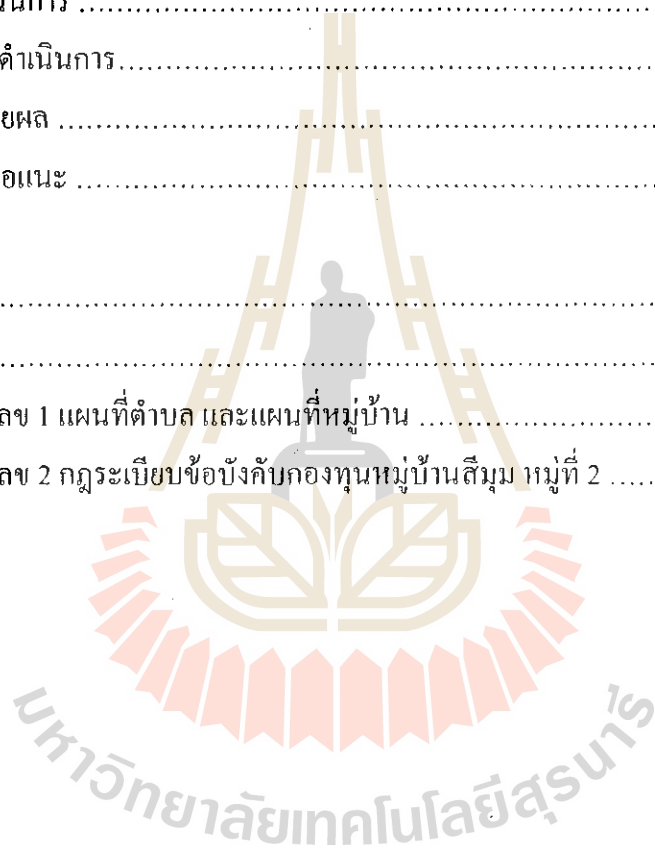 นการ ........................................................................
ดำเนินการ........................................................................
ยผล ........................................................................
อแนะ ........................................................................
........................................................................
........................................................................
ลข 1 แผนที่ตำบล และแผนที่หมู่บ้าน ........................
ลข 2 กฎระเบียบข้อบังคับกองทุนหมู่บ้านสีมุม หมู่ที่ 2 .....
มหาวิทยาลัยเทคโนโลยีสุรนารี